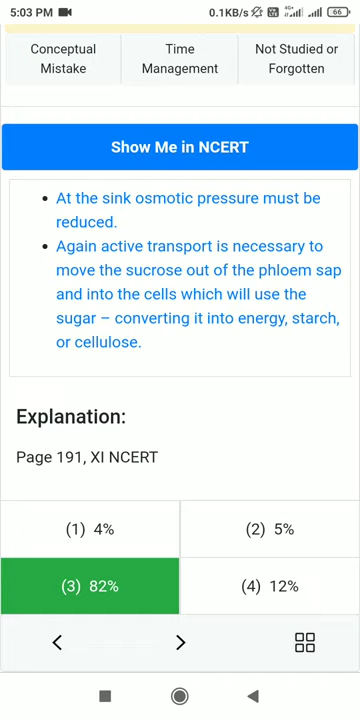 5:03 PM 0.1KB/s 4G+ 66
Conceptual Mistake
Time Management
Not Studied or Forgotten
Show Me in NCERT
• At the sink osmotic pressure must be
reduced.
• Again active transport is necessary to
move the sucrose out of the phloem sap
and into the cells which will use the
sugar – converting it into energy, starch,
or cellulose.
Explanation:
Page 191, XI NCERT
(1) 4% (2) 5%
(3) 82% (4) 12%